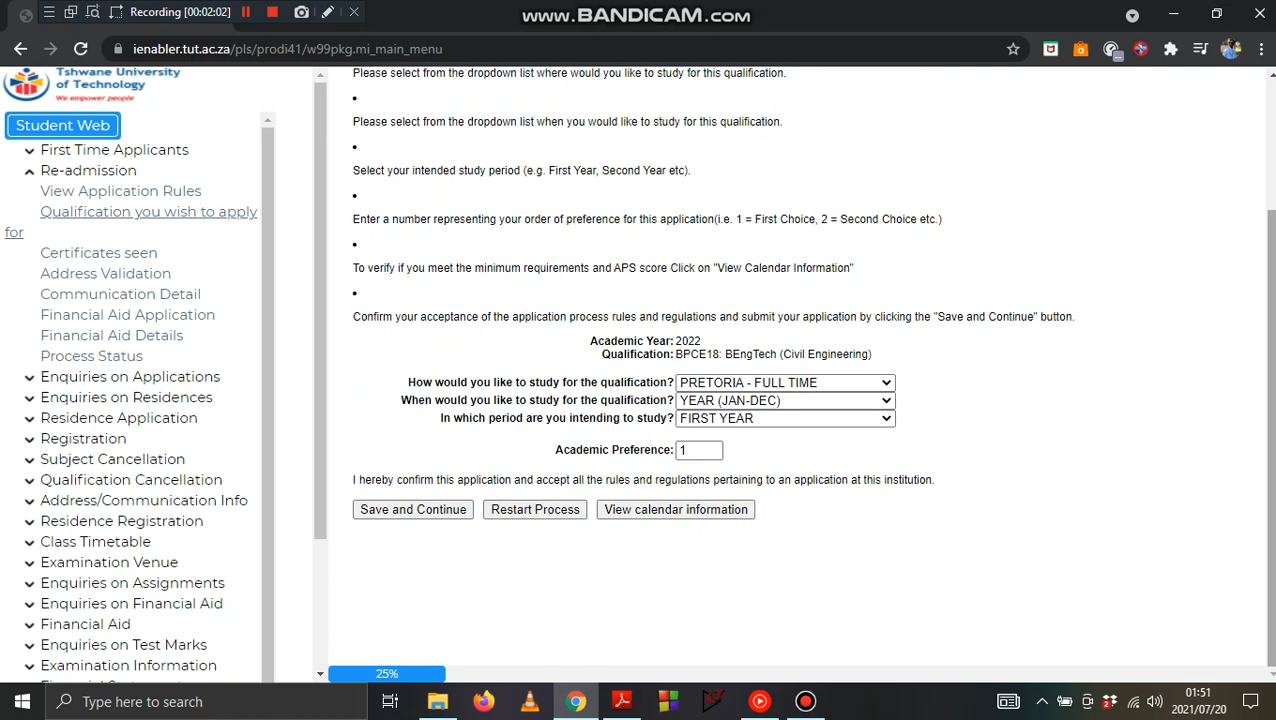 Recording [00:02:02]
www.BANDICAM.com
ienabler.tut.ac.za/pls/prodi41/w99pkg.mi_main_menu
Tshwane University
of Technology
We empower people
Student Web
First Time Applicants
Re-admission
View Application Rules
Qualification you wish to apply
for
Certificates seen
Address Validation
Communication Detail
Financial Aid Application
Financial Aid Details
Process Status
Enquiries on Applications
Enquiries on Residences
Residence Application
Registration
Subject Cancellation
Qualification Cancellation
Address/Communication Info
Residence Registration
Class Timetable
Examination Venue
Enquiries on Assignments
Enquiries on Financial Aid
Financial Aid
Enquiries on Test Marks
Examination Information
Please select from the dropdown list where would you like to study for this qualification.
Please select from the dropdown list when you would like to study for this qualification.
Select your intended study period (e.g. First Year, Second Year etc).
Enter a number representing your order of preference for this application(i.e. 1 = First Choice, 2 = Second Choice etc.)
To verify if you meet the minimum requirements and APS score Click on "View Calendar Information"
Confirm your acceptance of the application process rules and regulations and submit your application by clicking the "Save and Continue" button.
Academic Year: 2022
Qualification: BPCE18: BEngTech (Civil Engineering)
How would you like to study for the qualification? PRETORIA - FULL TIME
When would you like to study for the qualification? YEAR (JAN-DEC)
In which period are you intending to study? FIRST YEAR
Academic Preference: 1
I hereby confirm this application and accept all the rules and regulations pertaining to an application at this institution.
Save and Continue Restart Process View calendar information
25%
Type here to search
01:51
2021/07/20